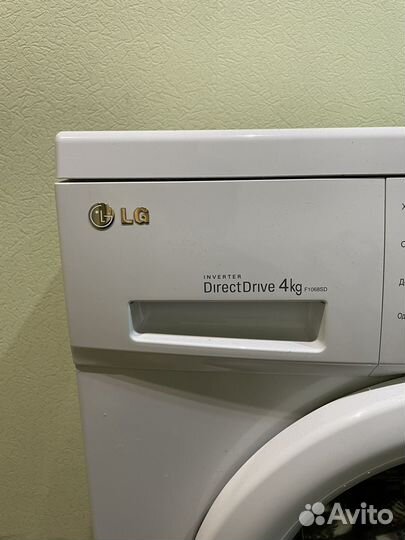 LG
INVERTER
DirectDrive 4kg F1068SD
Avito